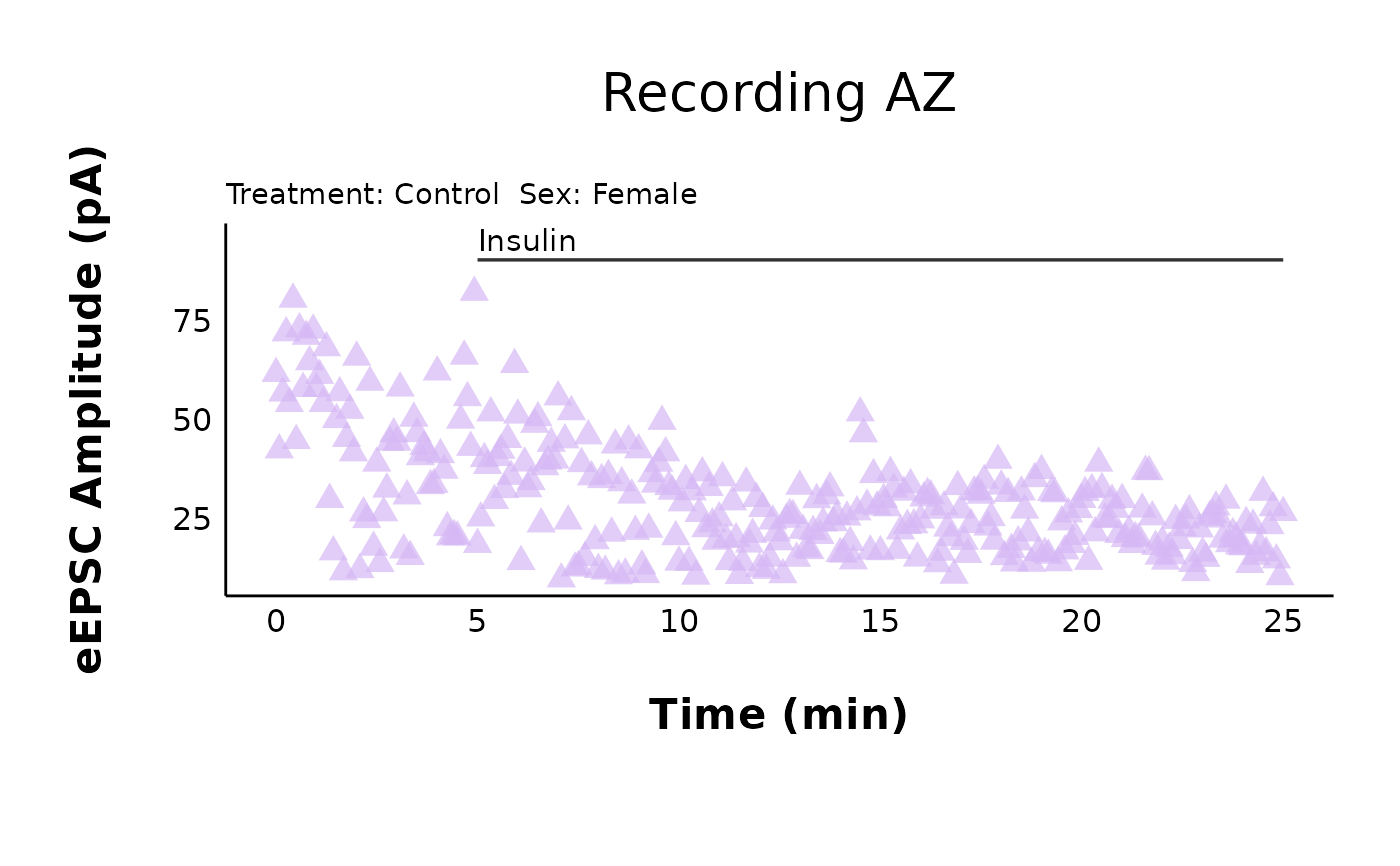 Recording AZ
Treatment: Control  Sex: Female
Insulin
eEPSC Amplitude (pA)
75
50
25
0 5 10 15 20 25
Time (min)